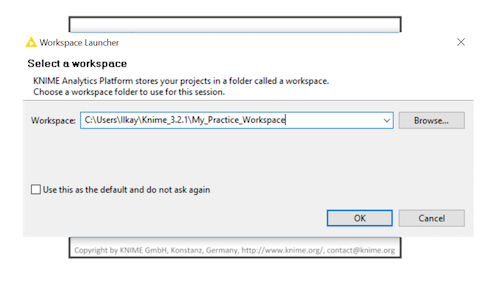 Workspace Launcher
Select a workspace
KNIME Analytics Platform stores your projects in a folder called a workspace.
Choose a workspace folder to use for this session.
Workspace: C:\Users\Ilkay\Knime_3.2.1\My_Practice_Workspace Browse...
Use this as the default and do not ask again
OK Cancel
Copyright by KNIME GmbH, Konstanz, Germany, http://www.knime.org/, contact@knime.org